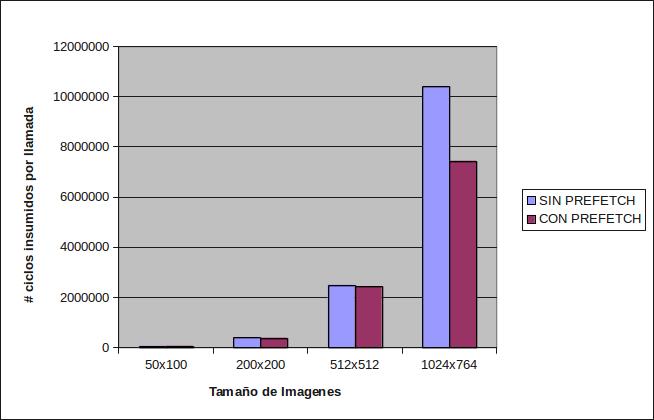 12000000
10000000
8000000
6000000
4000000
2000000
0
# ciclos insumidos por llamada
50x100
200x200
512x512
1024x764
Tamaño de Imagenes
SIN PREFETCH
CON PREFETCH